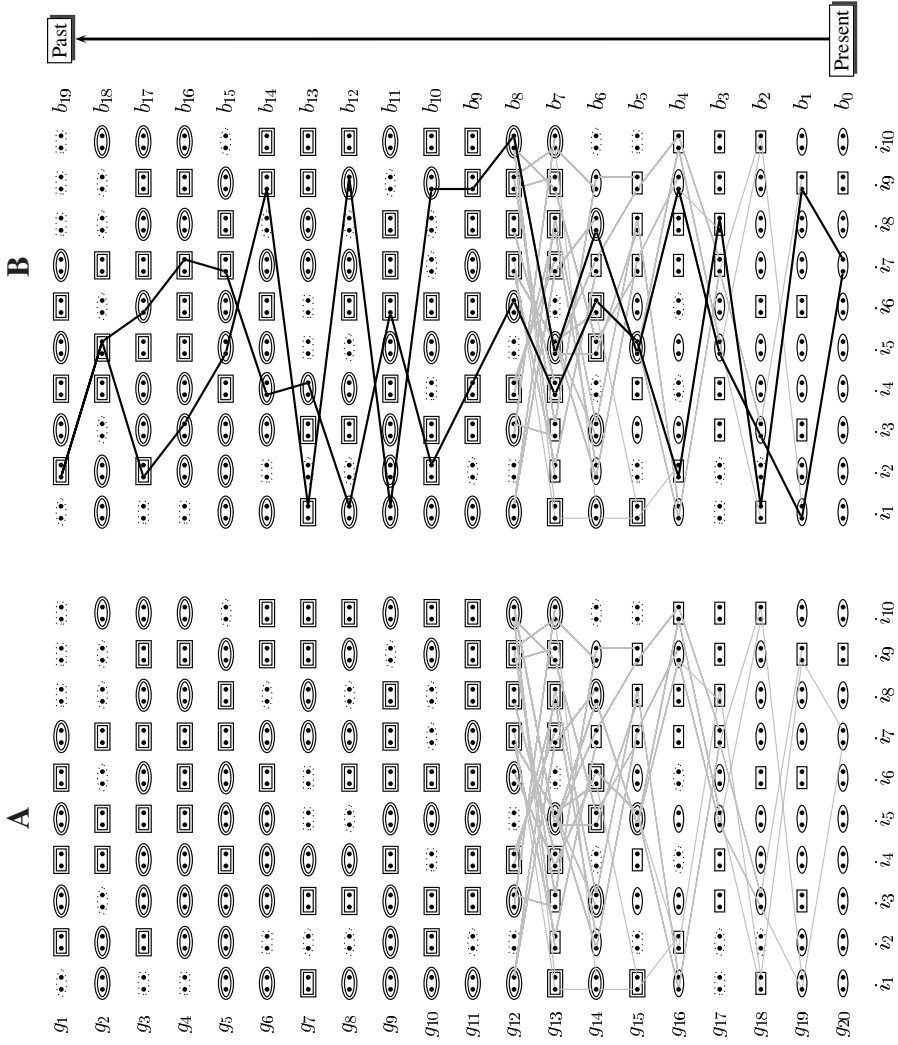 A
B
Past
g1 b19
g2 b18
g3 b17
g4 b16
g5 b15
g6 b14
g7 b13
g8 b12
g9 b11
g10 b10
g11 b9
g12 b8
g13 b7
g14 b6
g15 b5
g16 b4
g17 b3
g18 b2
g19 b1
g20 b0
Present
i1 i2 i3 i4 i5 i6 i7 i8 i9 i10 i1 i2 i3 i4 i5 i6 i7 i8 i9 i10